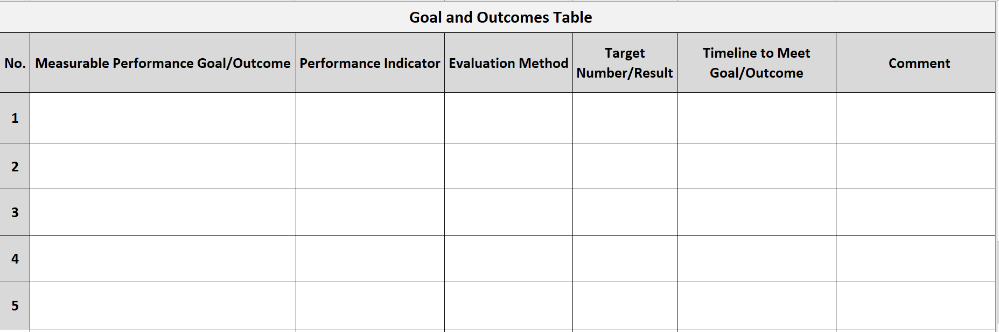 Goal and Outcomes Table
No. Measurable Performance Goal/Outcome Performance Indicator Evaluation Method Target Number/Result Timeline to Meet Goal/Outcome Comment
1
2
3
4
5